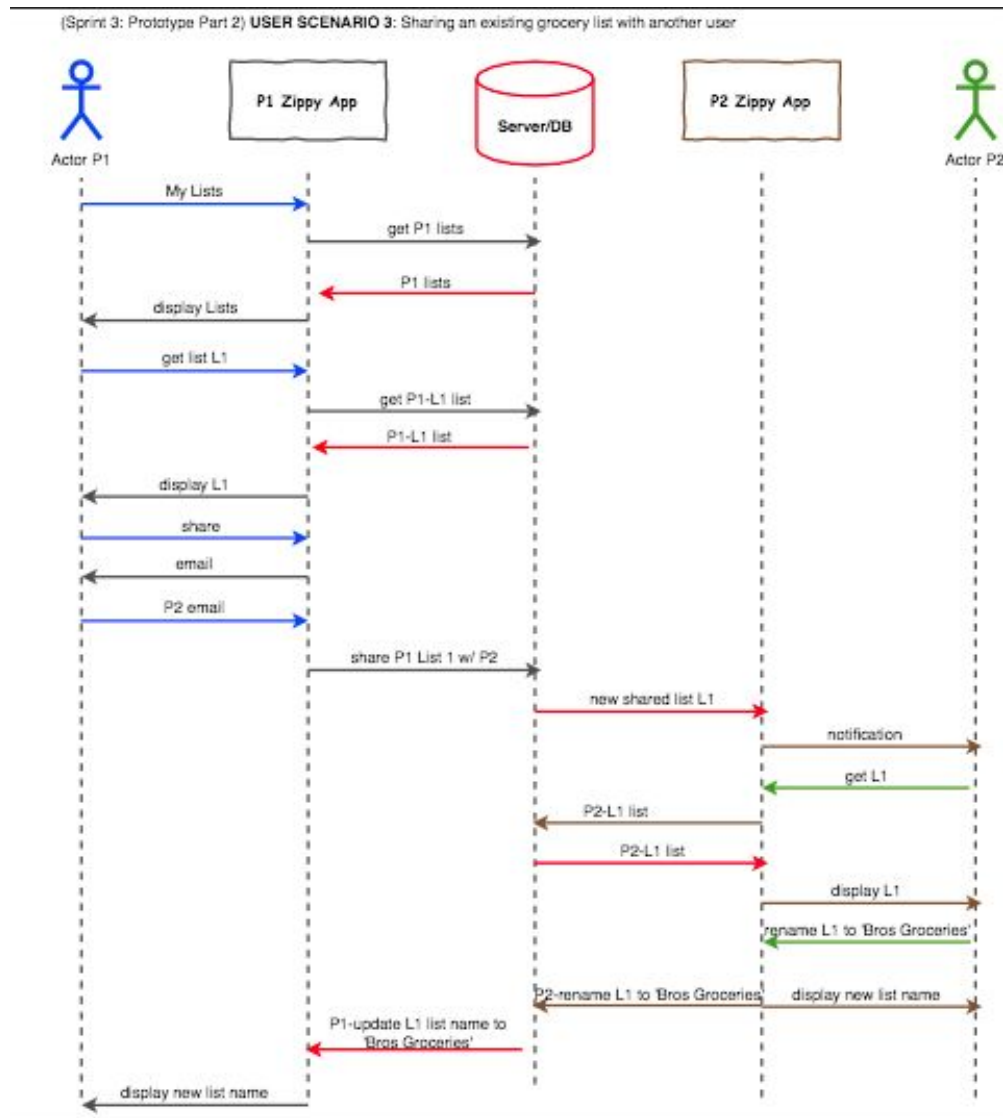 (Sprint 3: Prototype Part 2) USER SCENARIO 3: Sharing an existing grocery list with another user
P1 Zippy App
Server/DB
P2 Zippy App
Actor P1
Actor P2
My Lists
get P1 lists
P1 lists
display Lists
get list L1
get P1-L1 list
P1-L1 list
display L1
share
email
P2 email
share P1 List 1 w/ P2
new shared list L1
notification
get L1
P2-L1 list
P2-L1 list
display L1
rename L1 to 'Bros Groceries'
P2-rename L1 to 'Bros Groceries'
display new list name
P1-update L1 list name to
'Bros Groceries'
display new list name